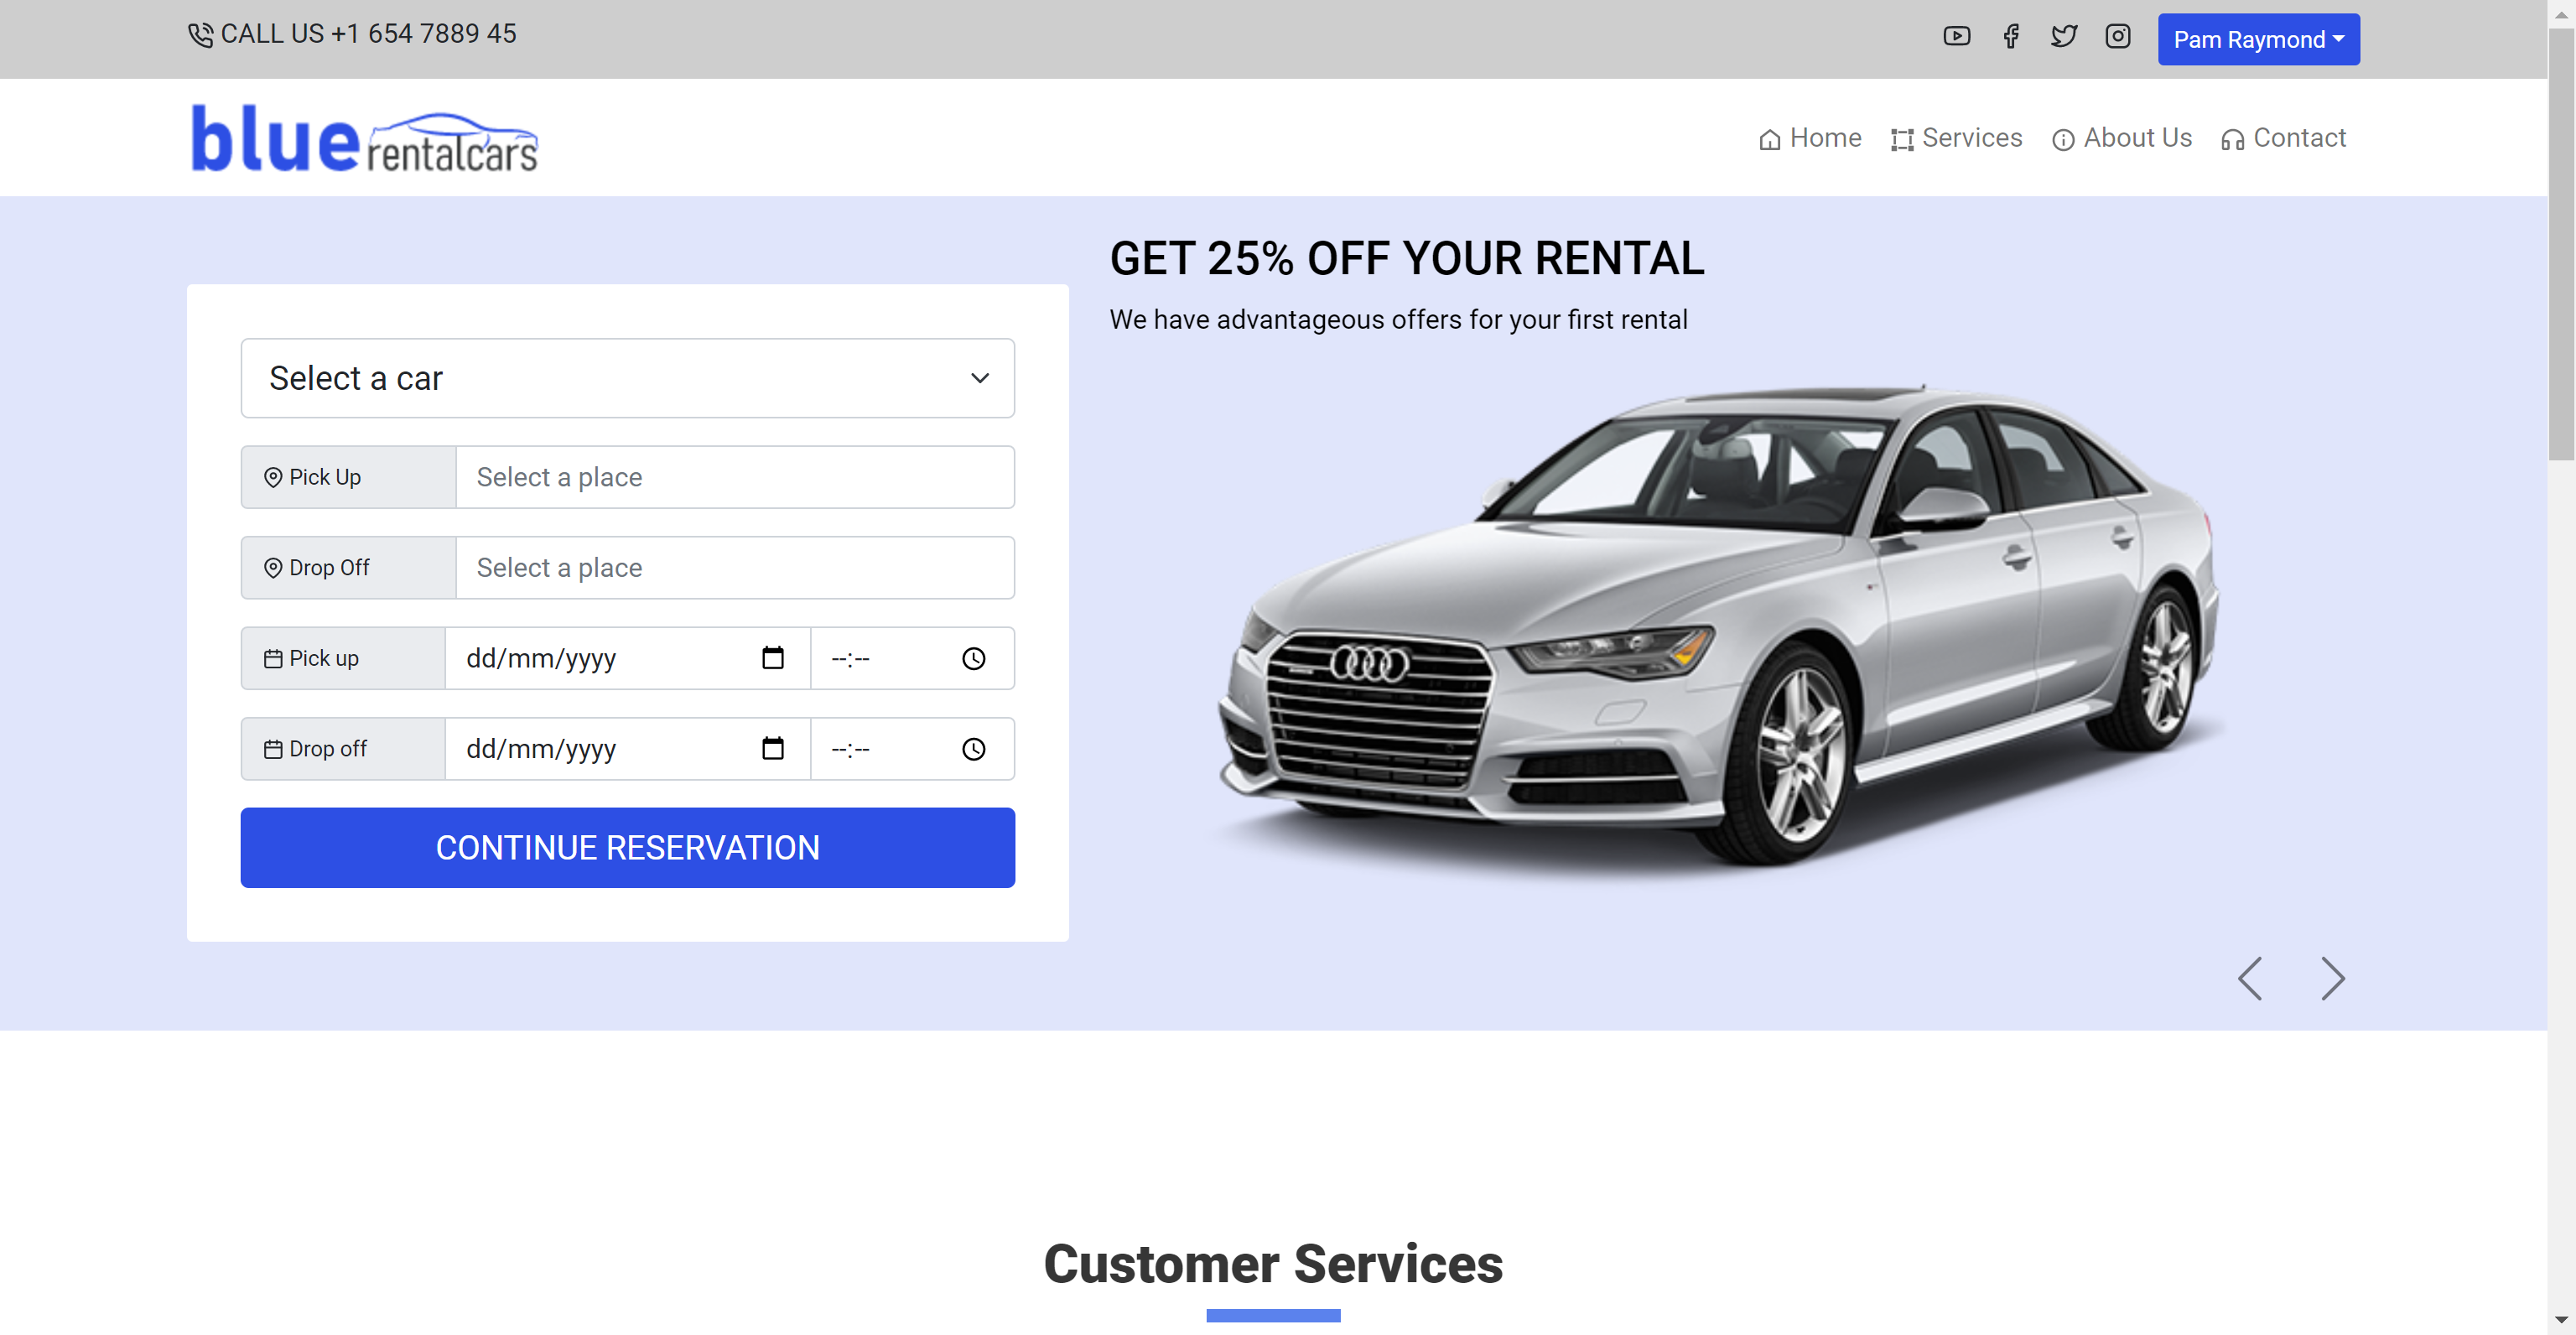 CALL US +1 654 7889 45
Pam Raymond
blue rentalcars
Home Services About Us Contact
GET 25% OFF YOUR RENTAL
We have advantageous offers for your first rental
Select a car
Pick Up Select a place
Drop Off Select a place
Pick up dd/mm/yyyy --:--
Drop off dd/mm/yyyy --:--
CONTINUE RESERVATION
Customer Services